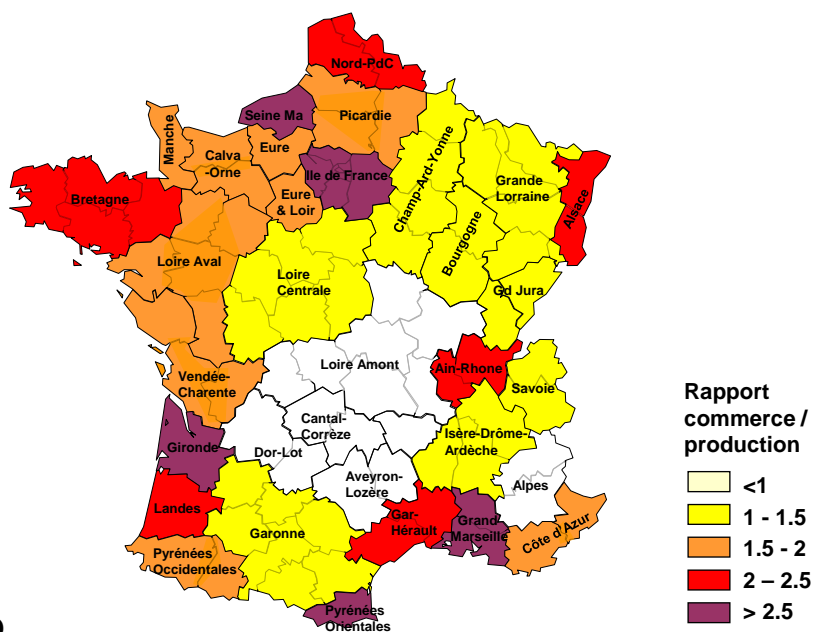 Nord-PdC
Seine Ma
Picardie
Manche
Calva
-Orne
Eure
Ile de France
Champ-Ard-Yonne
Grande
Lorraine
Alsace
Bretagne
Eure
& Loir
Bourgogne
Loire Aval
Loire
Centrale
Gd Jura
Loire Amont
Ain-Rhone
Savoie
Vendée-
Charente
Cantal-
Corrèze
Isère-Drôme-
Ardèche
Gironde
Dor-Lot
Aveyron-
Lozère
Alpes
Landes
Gar-
Hérault
Grand
Marseille
Côte d'Azur
Garonne
Pyrénées
Occidentales
Pyrénées
Orientales
Rapport
commerce /
production
<1
1 - 1.5
1.5 - 2
2 – 2.5
> 2.5